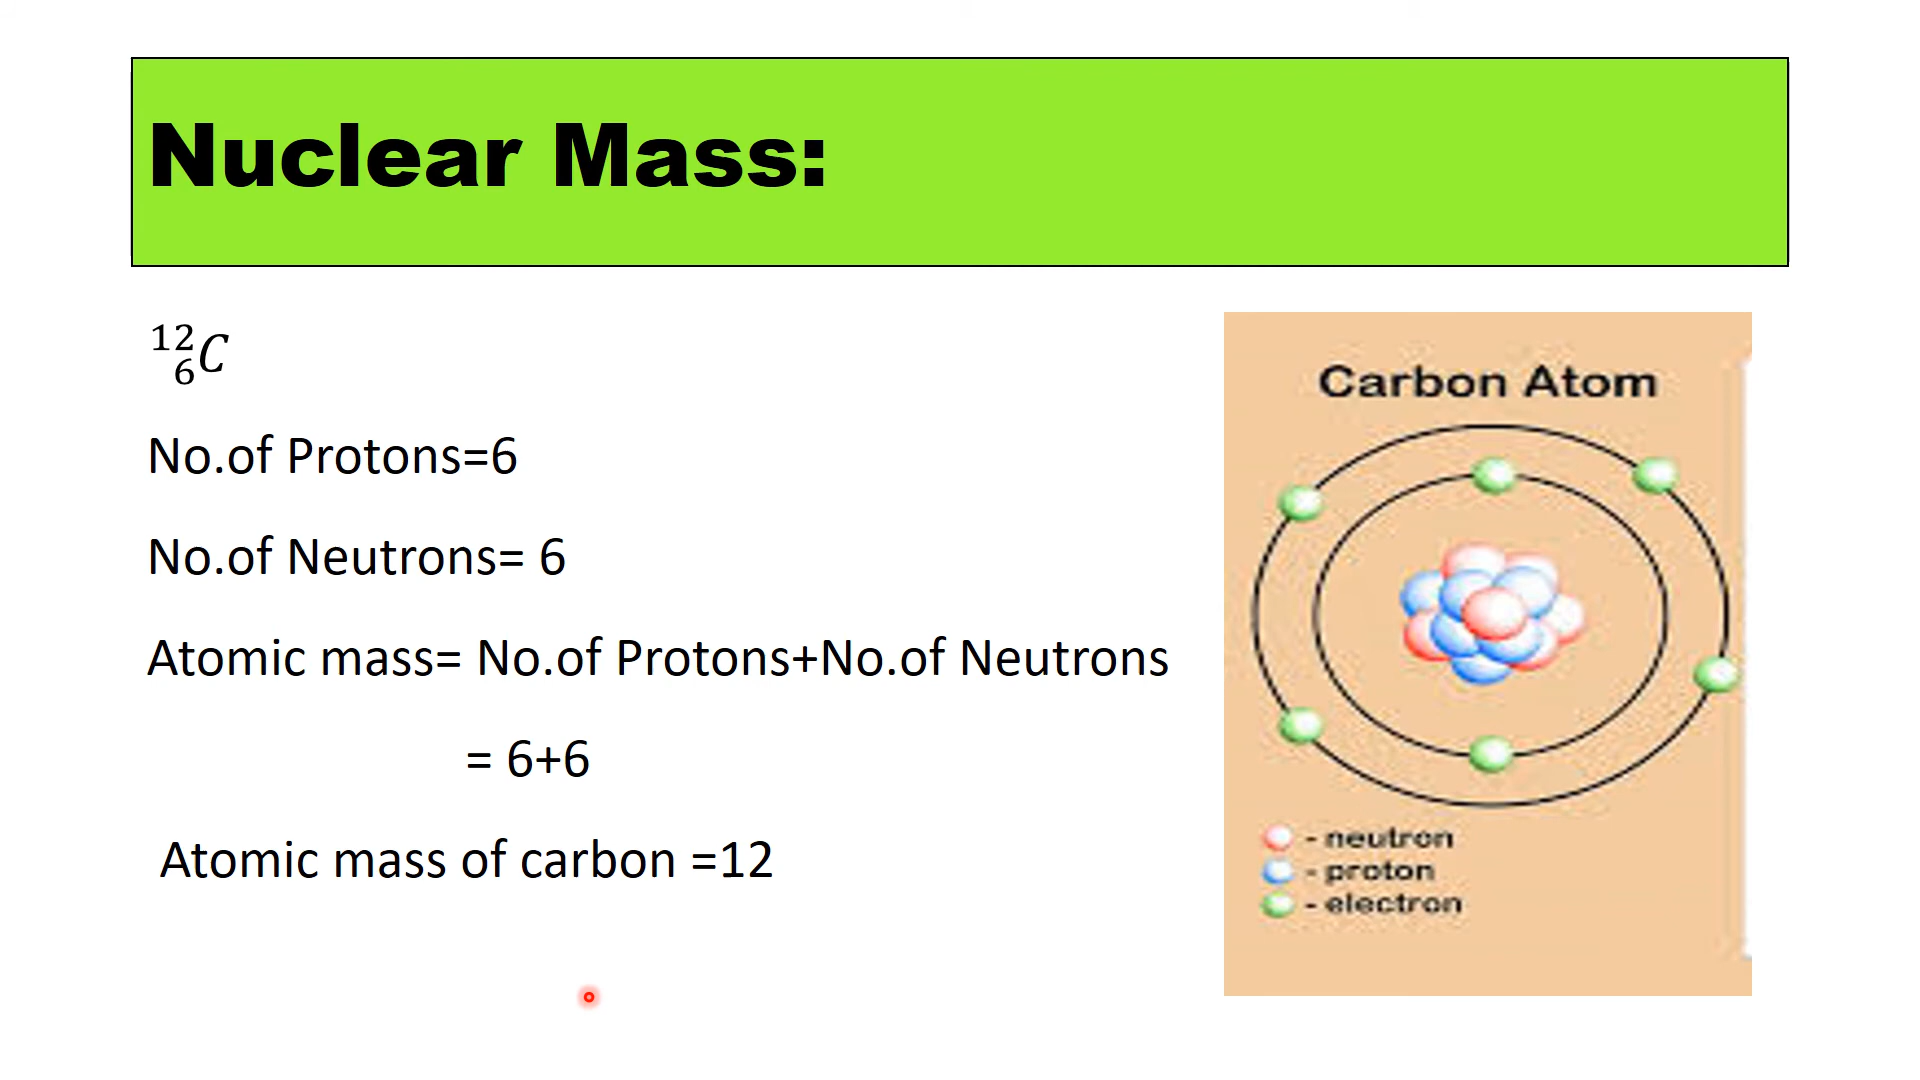 Nuclear Mass:
¹²₆C
No.of Protons=6
No.of Neutrons= 6
Atomic mass= No.of Protons+No.of Neutrons
= 6+6
Atomic mass of carbon =12
Carbon Atom
- neutron
- proton
- electron